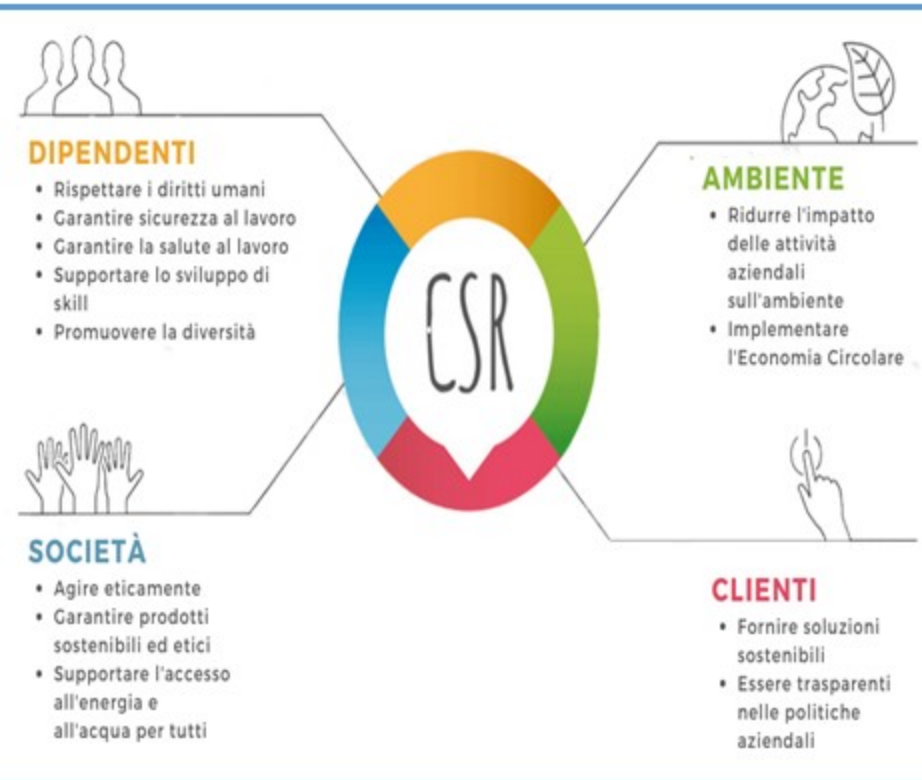 DIPENDENTI
• Rispettare i diritti umani
• Garantire sicurezza al lavoro
• Garantire la salute al lavoro
• Supportare lo sviluppo di
skill
• Promuovere la diversità
CSR
AMBIENTE
• Ridurre l'impatto
delle attività
aziendali
sull'ambiente
• Implementare
l'Economia Circolare
SOCIETÀ
• Agire eticamente
• Garantire prodotti
sostenibili ed etici
• Supportare l'accesso
all'energia e
all'acqua per tutti
CLIENTI
• Fornire soluzioni
sostenibili
• Essere trasparenti
nelle politiche
aziendali